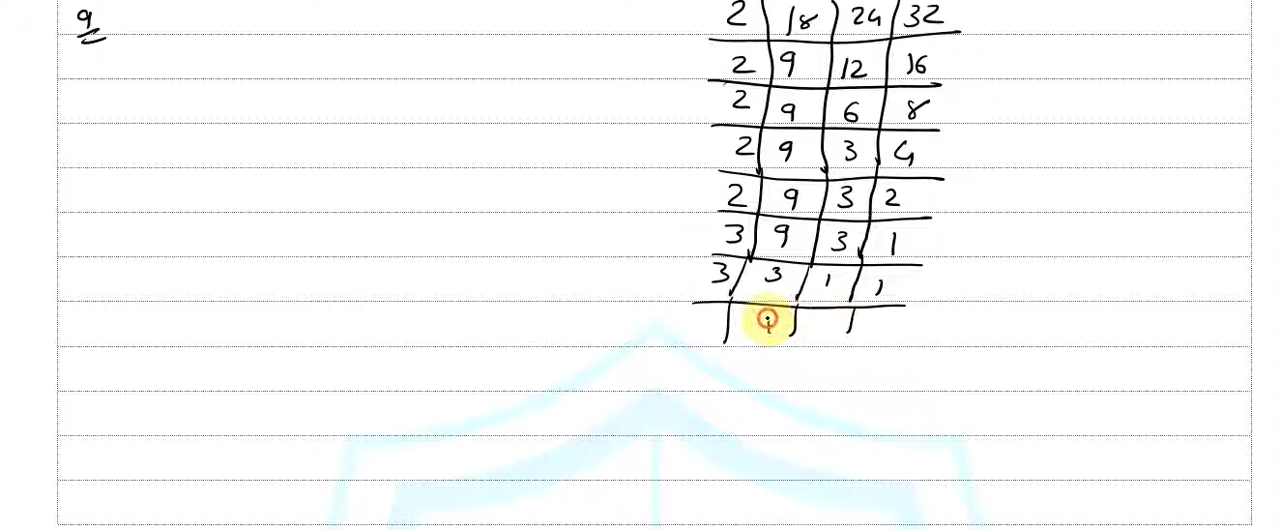 9
2 18 24 32
2 9 12 16
2 9 6 8
2 9 3 4
2 9 3 2
3 9 3 1
3 3 1 1
1